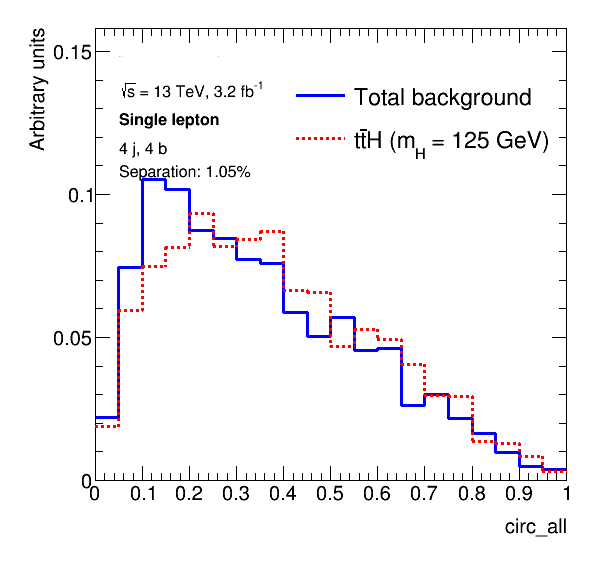 Arbitrary units
0.15
0.1
0.05
0
√s = 13 TeV, 3.2 fb⁻¹
Single lepton
4 j, 4 b
Separation: 1.05%
Total background
tt̄H (m_H = 125 GeV)
0 0.1 0.2 0.3 0.4 0.5 0.6 0.7 0.8 0.9 1
circ_all